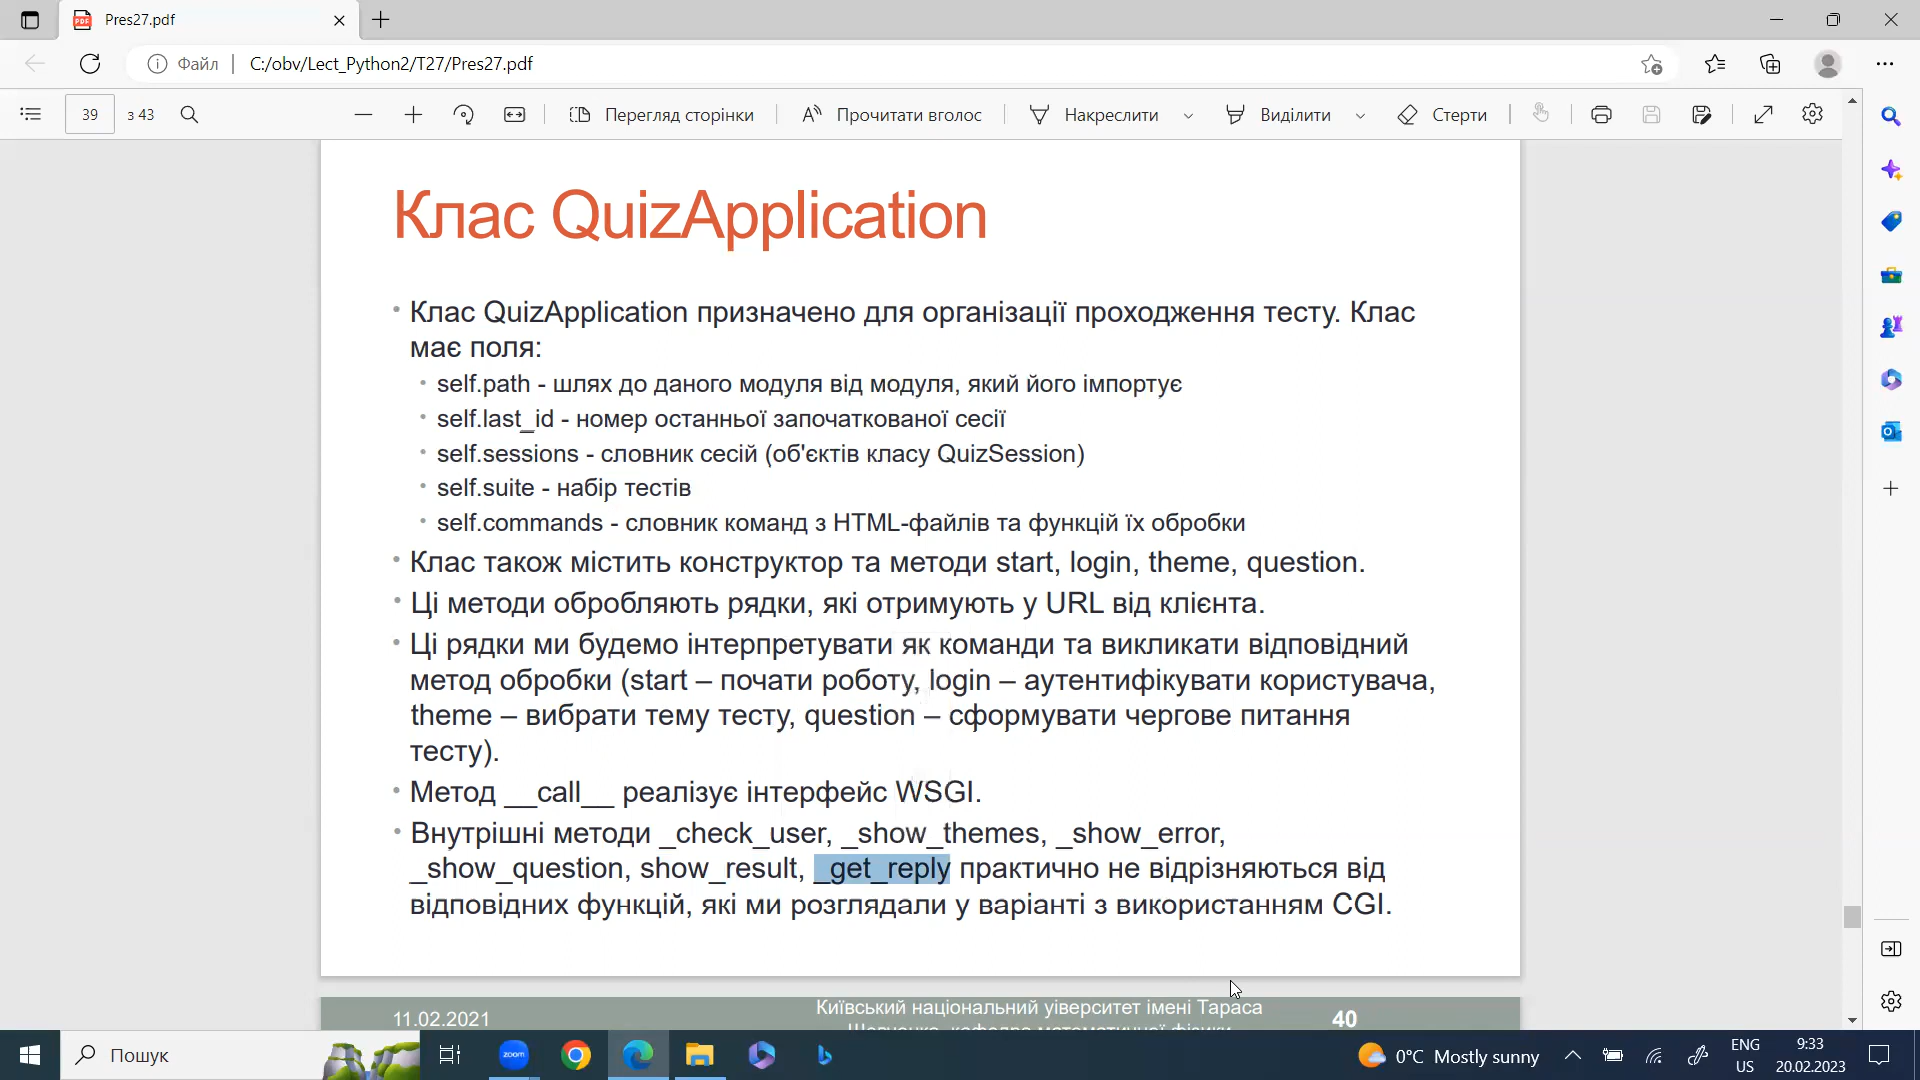 Pres27.pdf
Файл
C:/obv/Lect_Python2/T27/Pres27.pdf
39
з 43
Перегляд сторінки
Прочитати вголос
Накреслити
Виділити
Стерти
Клас QuizApplication
• Клас QuizApplication призначено для організації проходження тесту. Клас
має поля:
• self.path - шлях до даного модуля від модуля, який його імпортує
• self.last_id - номер останньої започаткованої сесії
• self.sessions - словник сесій (об'єктів класу QuizSession)
• self.suite - набір тестів
• self.commands - словник команд з HTML-файлів та функцій їх обробки
• Клас також містить конструктор та методи start, login, theme, question.
• Ці методи обробляють рядки, які отримують у URL від клієнта.
• Ці рядки ми будемо інтерпретувати як команди та викликати відповідний
метод обробки (start – почати роботу, login – аутентифікувати користувача,
theme – вибрати тему тесту, question – сформувати чергове питання
тесту).
• Метод __call__ реалізує інтерфейс WSGI.
• Внутрішні методи _check_user, _show_themes, _show_error,
_show_question, show_result, _get_reply практично не відрізняються від
відповідних функцій, які ми розглядали у варіанті з використанням CGI.
11.02.2021
Київський національний уіверситет імені Тараса
Шевченка, кафедра математичної фізики
40
Пошук
zoom
0°C Mostly sunny
ENG
US
9:33
20.02.2023